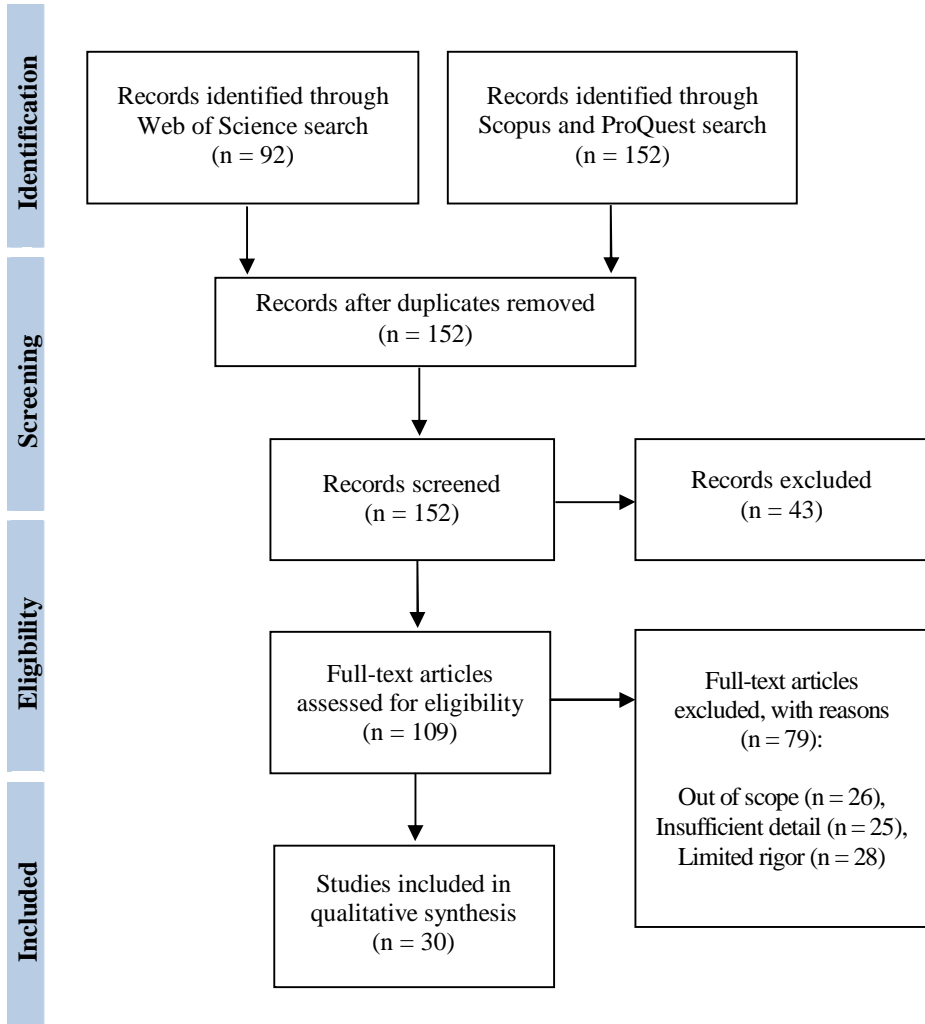 Identification
Records identified through
Web of Science search
(n = 92)
Records identified through
Scopus and ProQuest search
(n = 152)
Screening
Records after duplicates removed
(n = 152)
Records screened
(n = 152)
Records excluded
(n = 43)
Eligibility
Full-text articles
assessed for eligibility
(n = 109)
Full-text articles
excluded, with reasons
(n = 79):
Out of scope (n = 26),
Insufficient detail (n = 25),
Limited rigor (n = 28)
Included
Studies included in
qualitative synthesis
(n = 30)